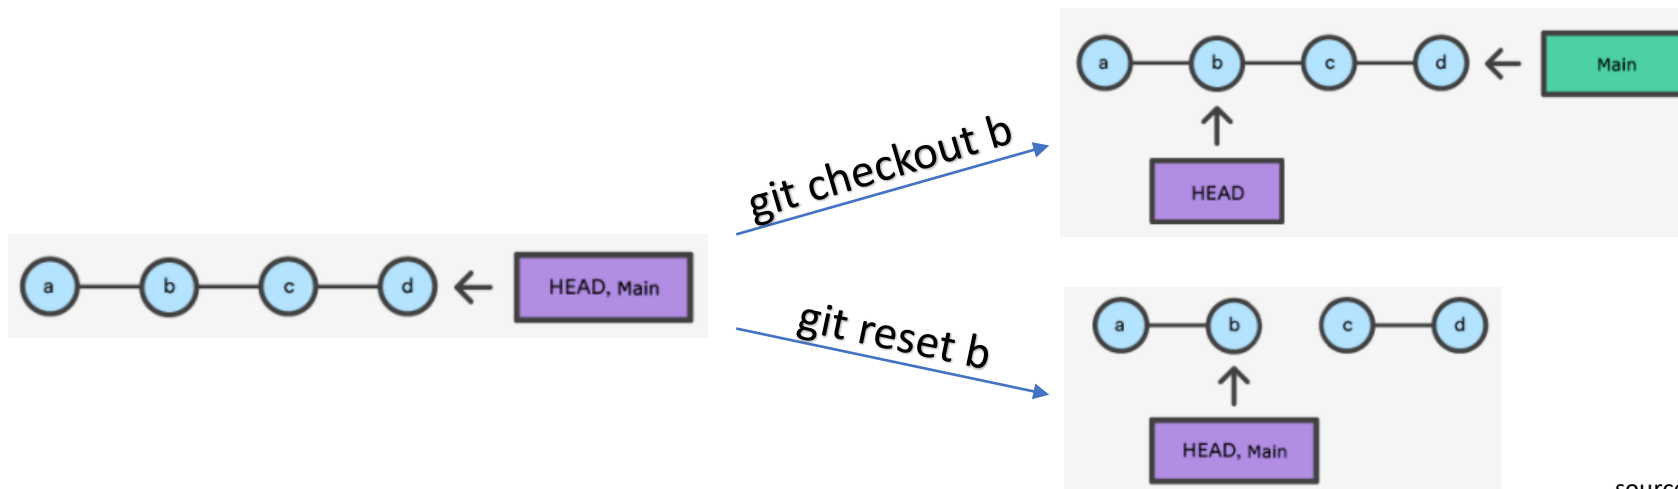 a b c d HEAD, Main
git checkout b
a b c d Main
HEAD
git reset b
a b c d
HEAD, Main